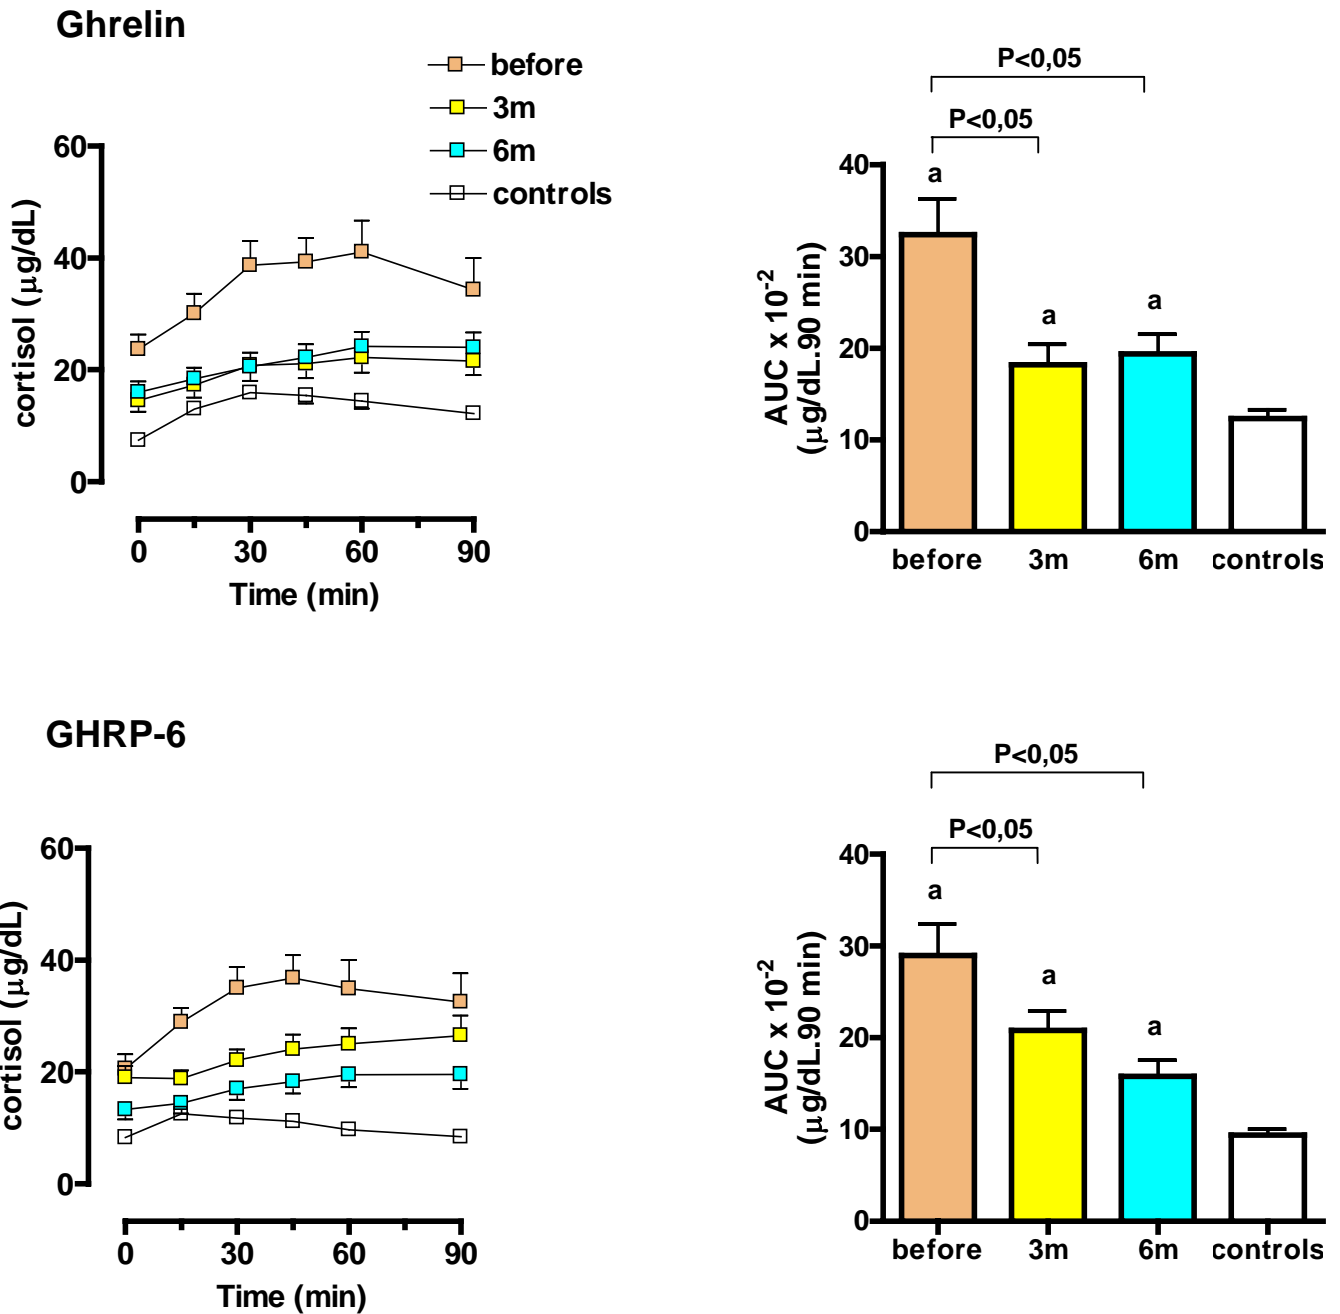 Ghrelin
before
3m
6m
controls
60
40
20
0
cortisol (μg/dL)
0 30 60 90
Time (min)
P<0,05
P<0,05
a
a
a
40
30
20
10
0
AUC x 10-2
(μg/dL.90 min)
before 3m 6m controls
GHRP-6
60
40
20
0
cortisol (μg/dL)
0 30 60 90
Time (min)
P<0,05
P<0,05
a
a
a
40
30
20
10
0
AUC x 10-2
(μg/dL.90 min)
before 3m 6m controls